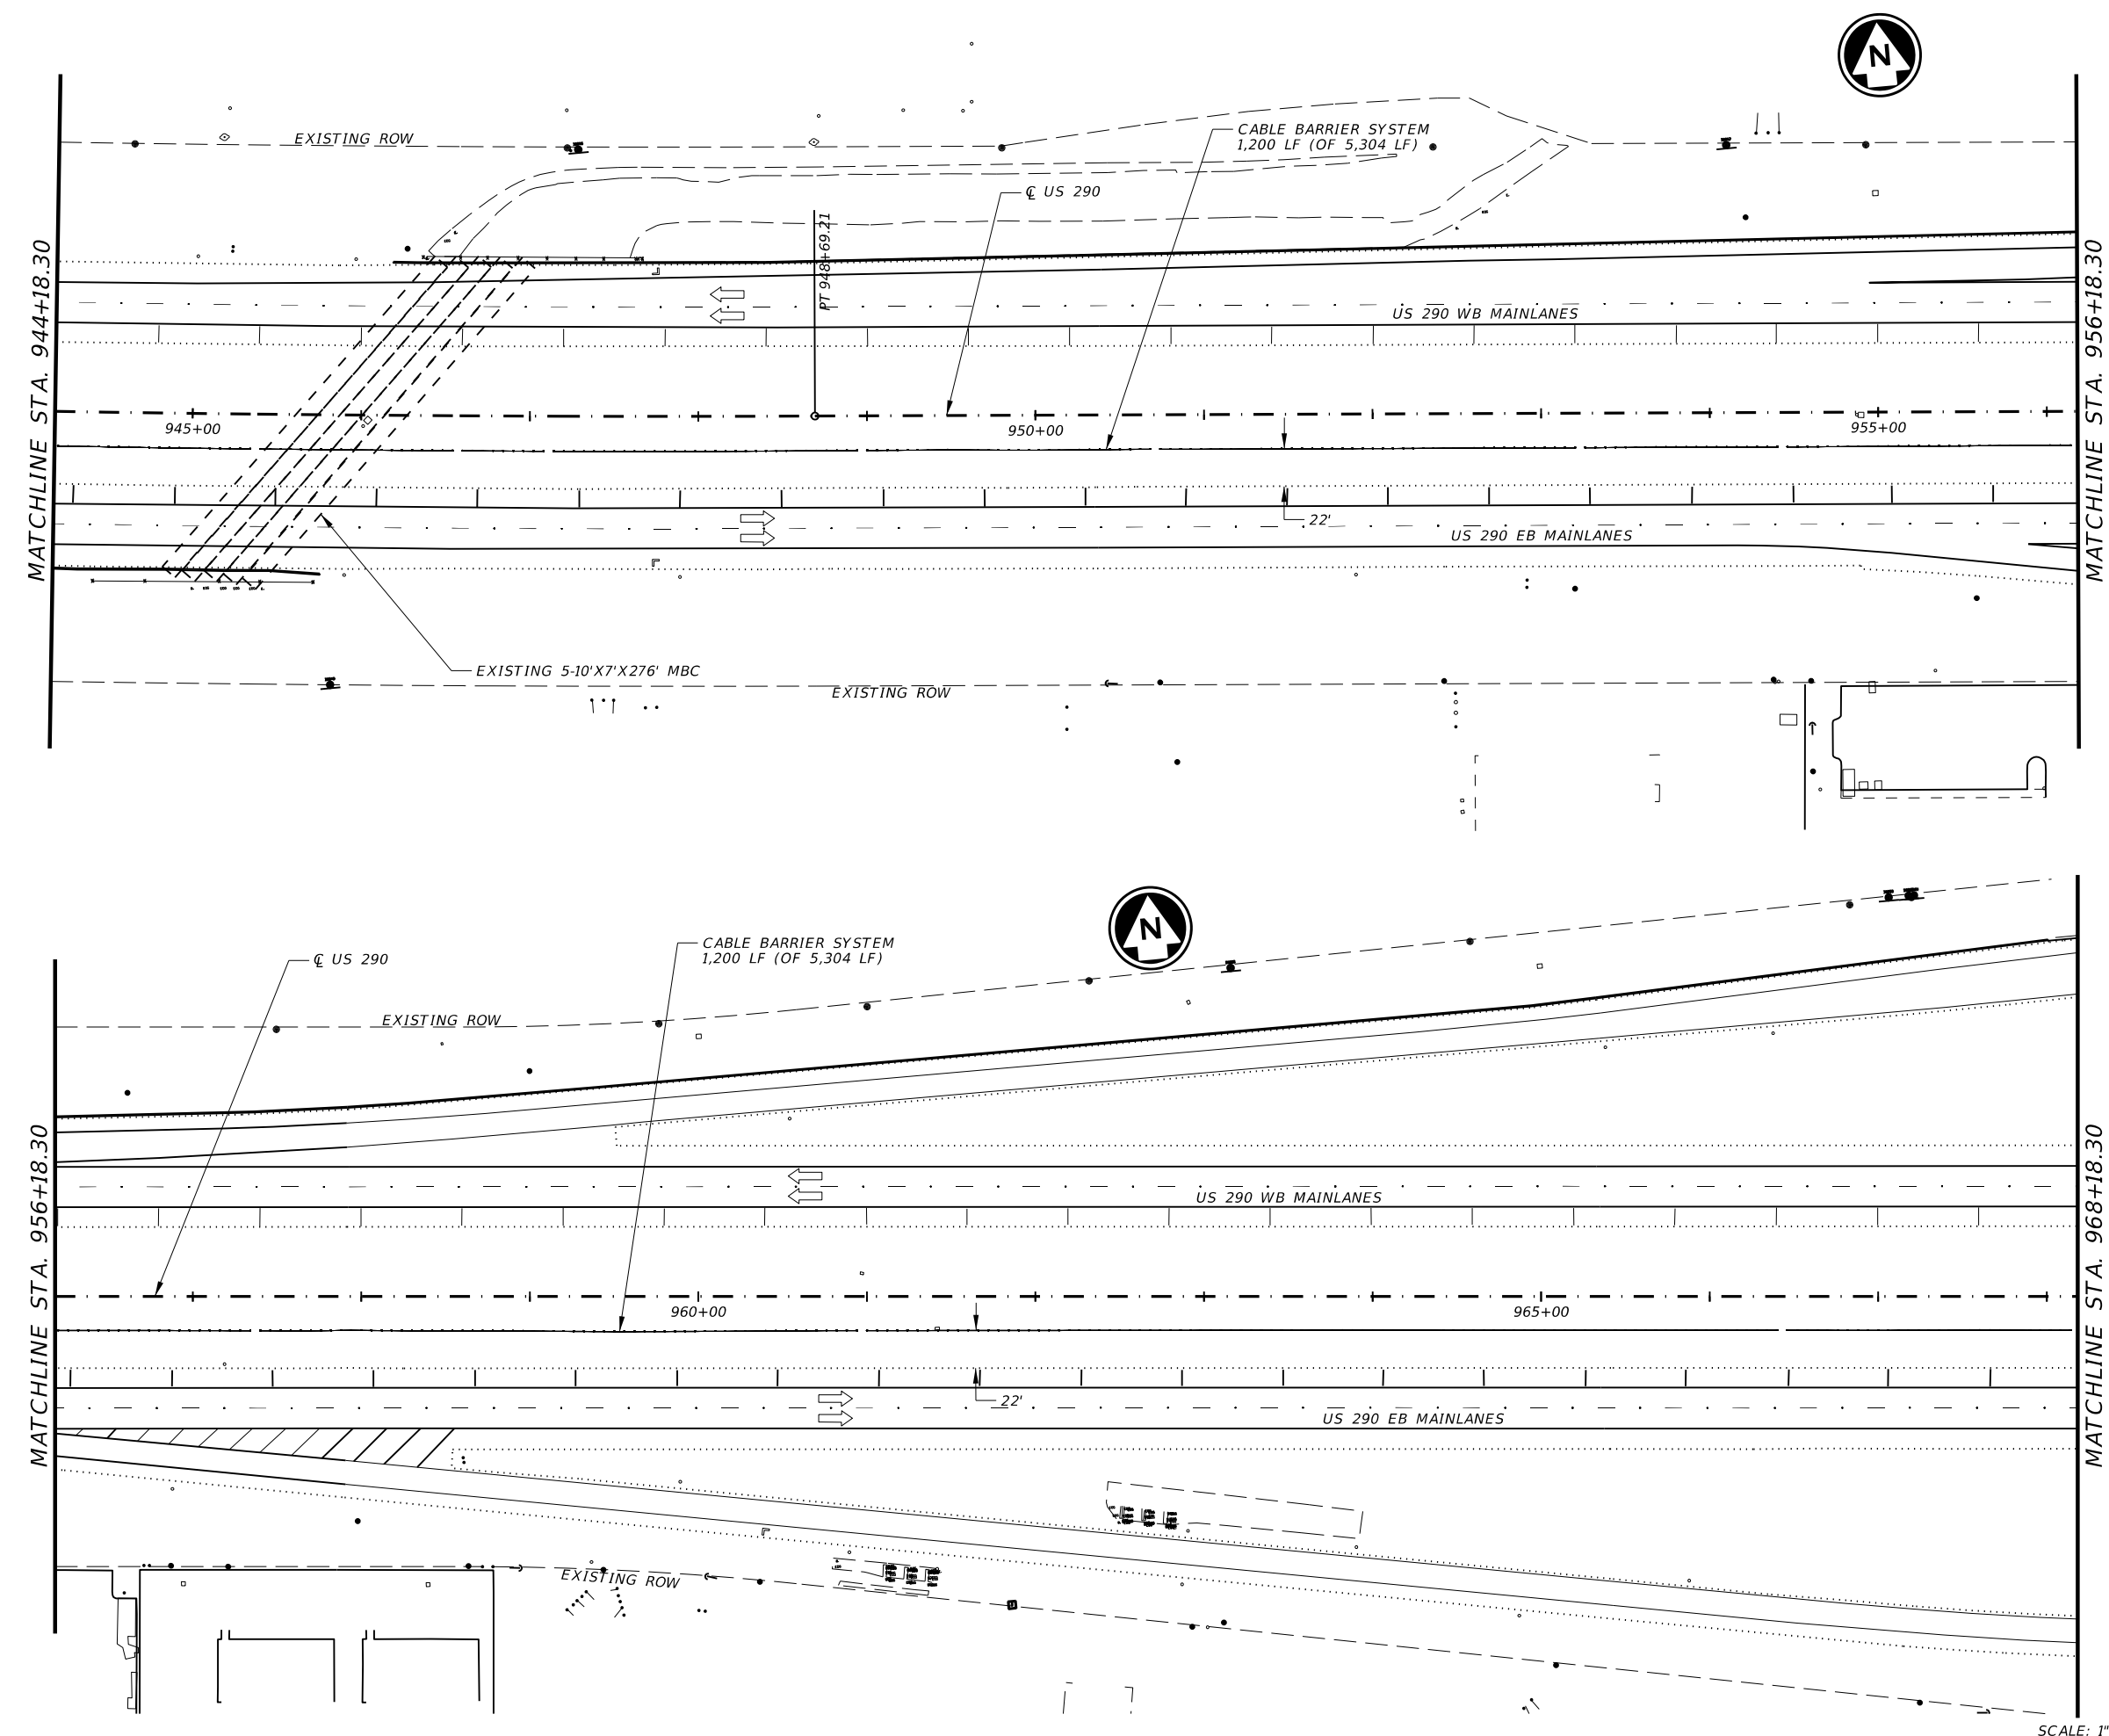 N
EXISTING ROW
CABLE BARRIER SYSTEM
1,200 LF (OF 5,304 LF)
℄ US 290
PT 948+69.21
MATCHLINE STA. 944+18.30
MATCHLINE STA. 956+18.30
US 290 WB MAINLANES
945+00
950+00
955+00
22'
US 290 EB MAINLANES
EXISTING 5-10'X7'X276' MBC
EXISTING ROW
N
CABLE BARRIER SYSTEM
1,200 LF (OF 5,304 LF)
℄ US 290
EXISTING ROW
MATCHLINE STA. 956+18.30
MATCHLINE STA. 968+18.30
US 290 WB MAINLANES
960+00
965+00
22'
US 290 EB MAINLANES
EXISTING ROW
SCALE: 1"